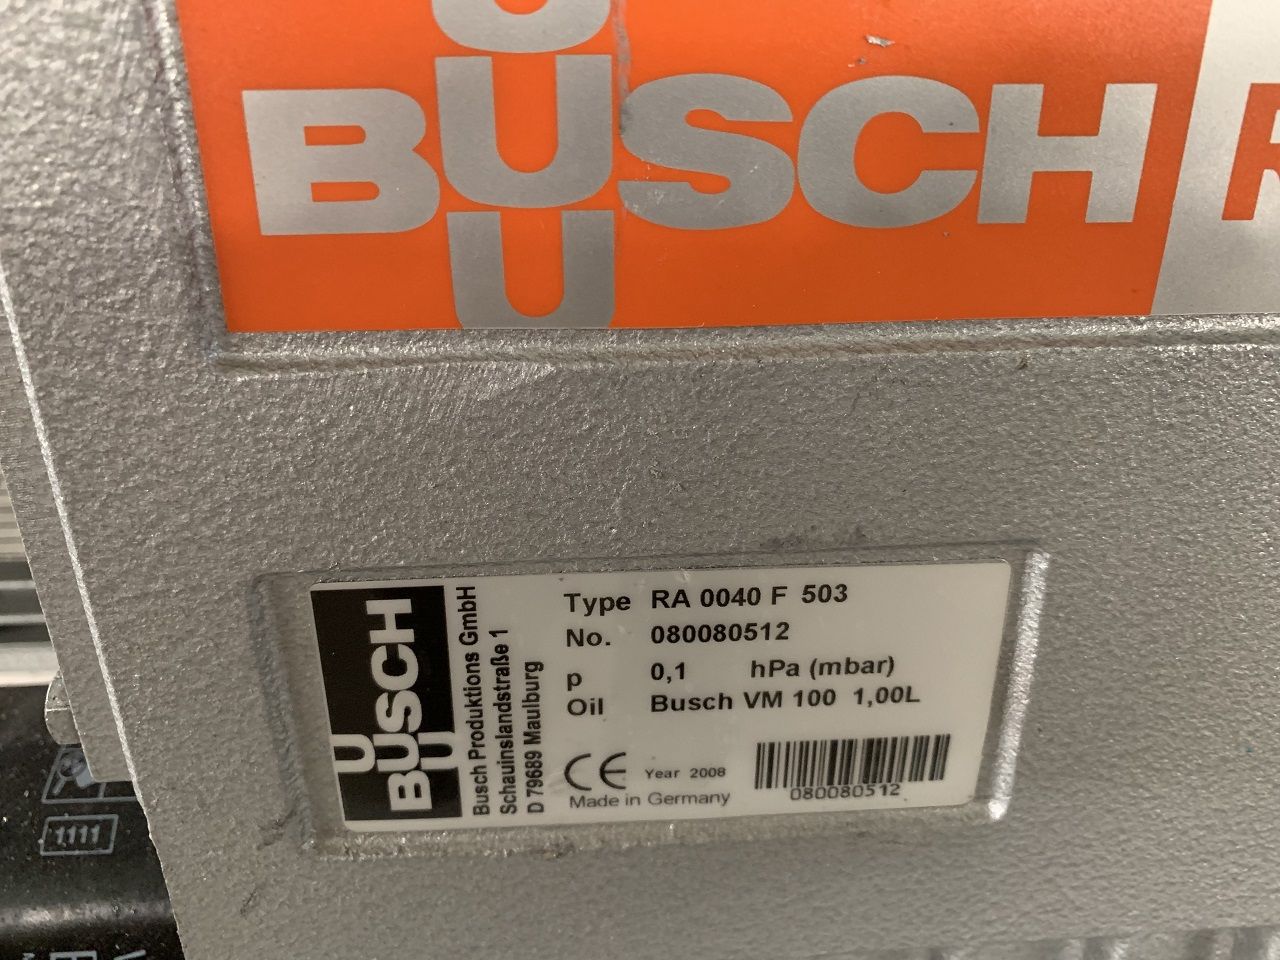 BUSCH
R
BUSCH
Busch Produktions GmbH
Schauinslandstraße 1
D 79689 Maulburg
Type RA 0040 F 503
No. 080080512
p 0,1 hPa (mbar)
Oil Busch VM 100 1,00L
CE Year 2008
Made in Germany
080080512
1111